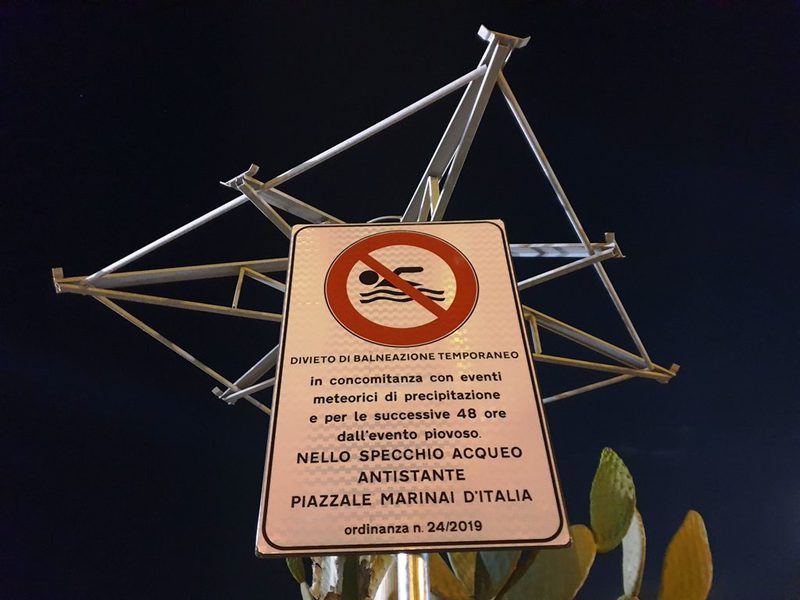 DIVIETO DI BALNEAZIONE TEMPORANEO
in concomitanza con eventi
meteorici di precipitazione
e per le successive 48 ore
dall'evento piovoso.
NELLO SPECCHIO ACQUEO
ANTISTANTE
PIAZZALE MARINAI D'ITALIA
ordinanza n. 24/2019